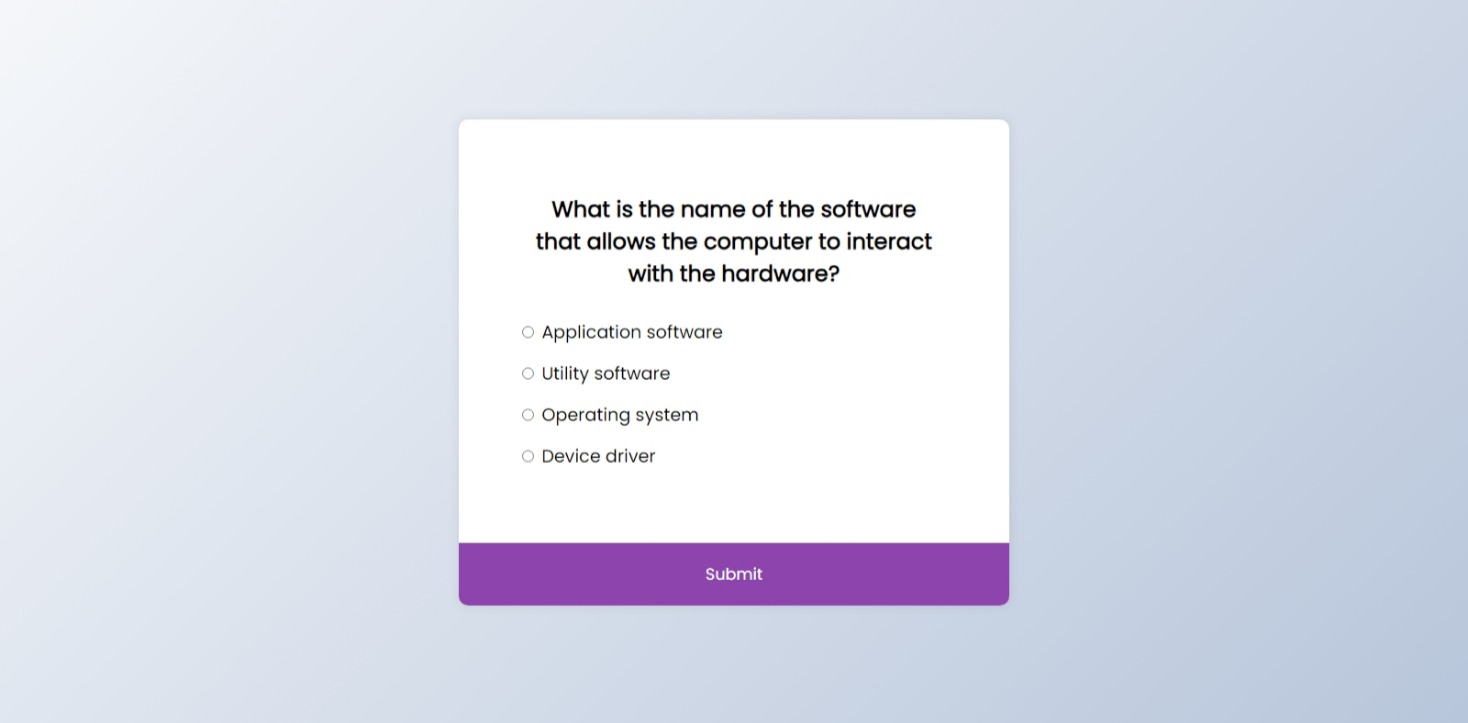 What is the name of the software
that allows the computer to interact
with the hardware?
Application software
Utility software
Operating system
Device driver
Submit